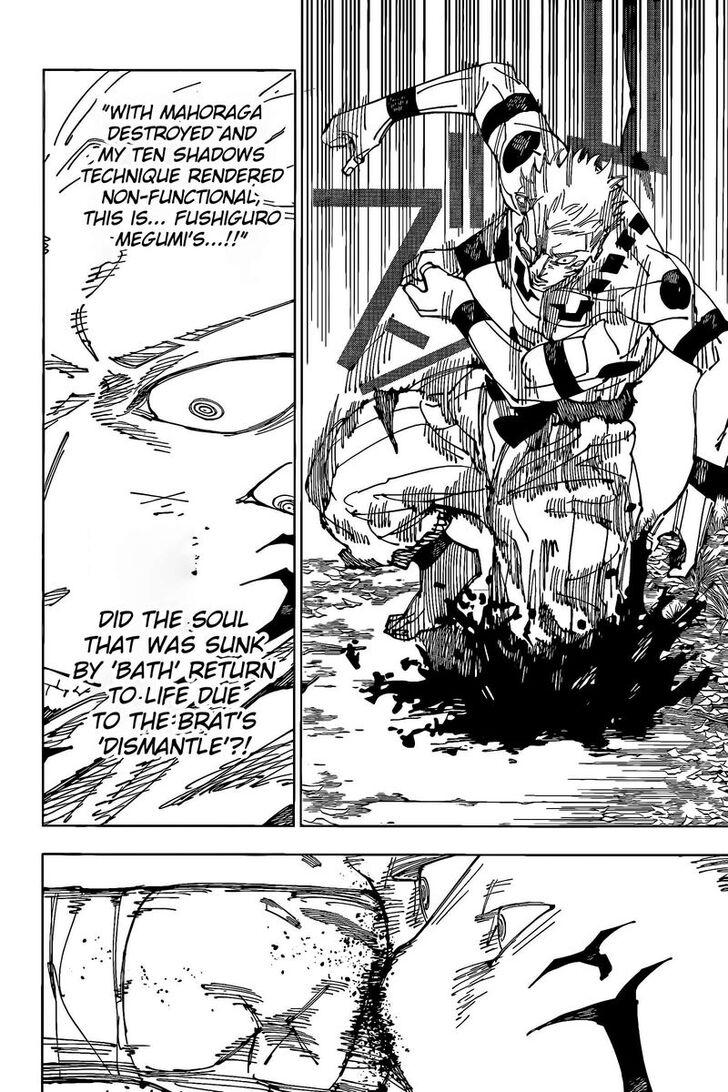 "WITH MAHORAGA
DESTROYED AND
MY TEN SHADOWS
TECHNIQUE RENDERED
NON-FUNCTIONAL,
THIS IS... FUSHIGURO
MEGUMI'S...!!"
DID THE SOUL
THAT WAS SUNK
BY 'BATH' RETURN
TO LIFE DUE
TO THE BRAT'S
'DISMANTLE'?!